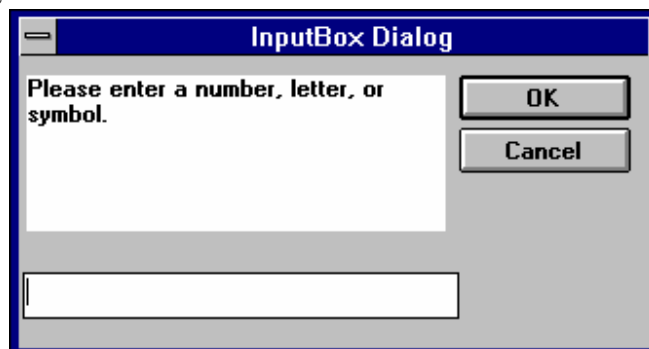 InputBox Dialog
Please enter a number, letter, or
symbol.
OK
Cancel